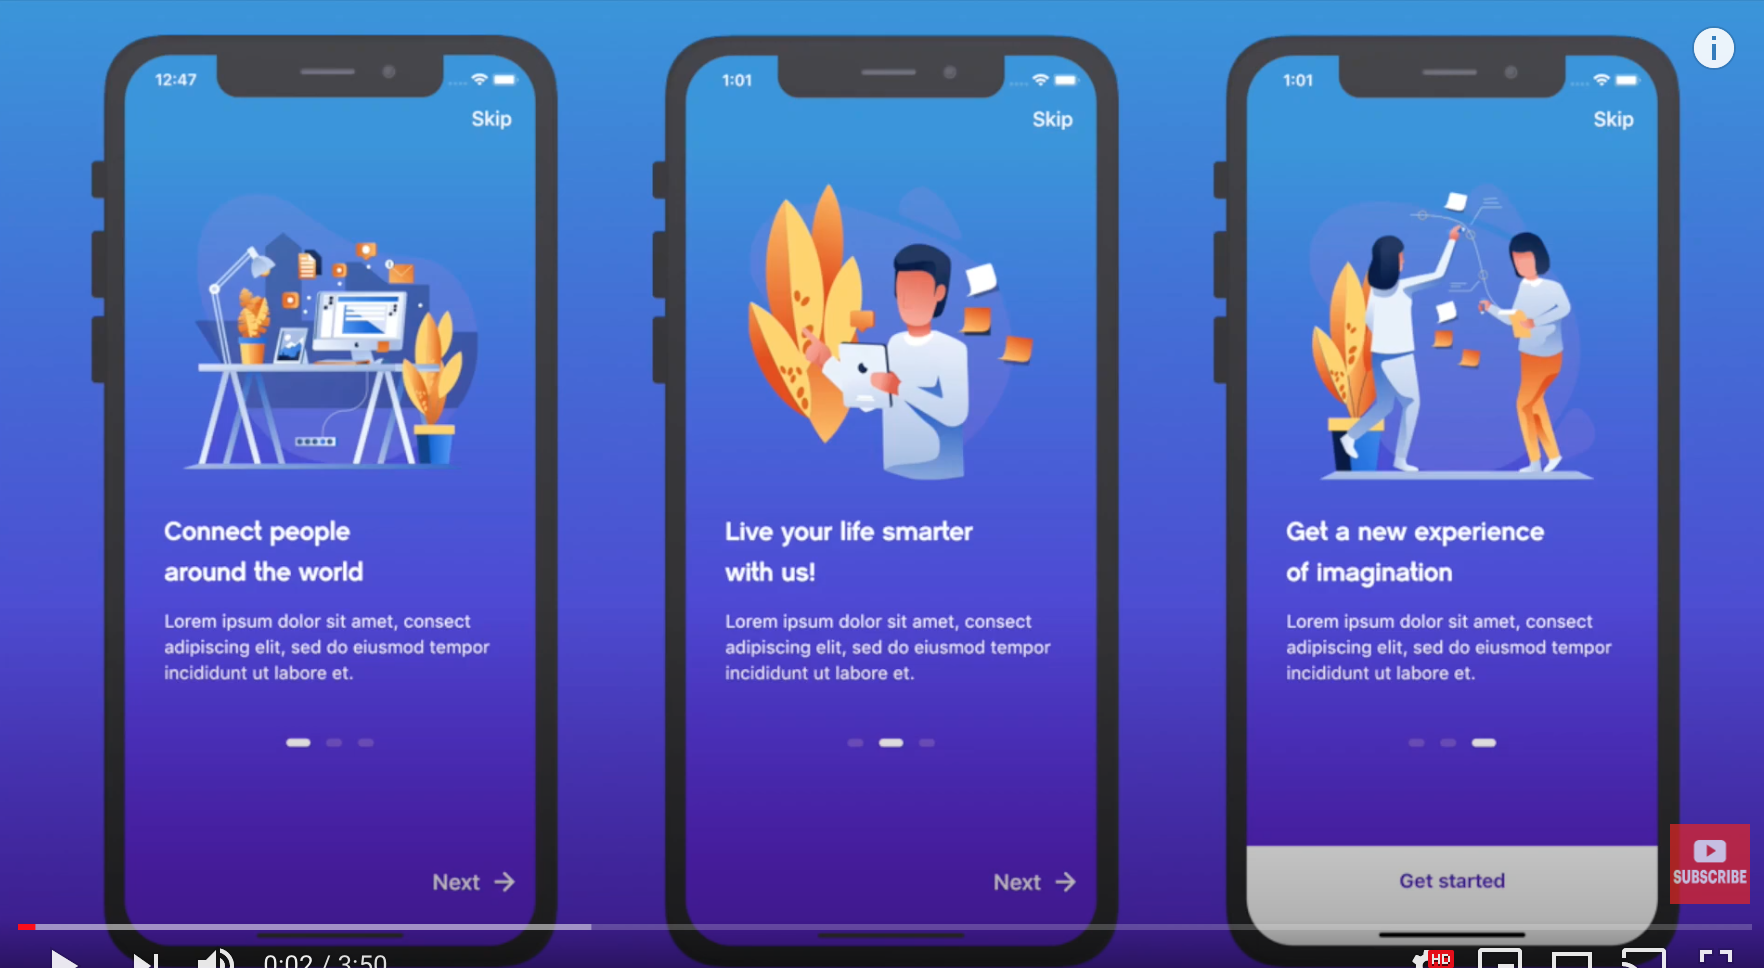 12:47
Skip
Connect people
around the world
Lorem ipsum dolor sit amet, consect
adipiscing elit, sed do eiusmod tempor
incididunt ut labore et.
Next
1:01
Skip
Live your life smarter
with us!
Lorem ipsum dolor sit amet, consect
adipiscing elit, sed do eiusmod tempor
incididunt ut labore et.
Next
1:01
Skip
Get a new experience
of imagination
Lorem ipsum dolor sit amet, consect
adipiscing elit, sed do eiusmod tempor
incididunt ut labore et.
Get started
SUBSCRIBE
0:02 / 3:50
HD